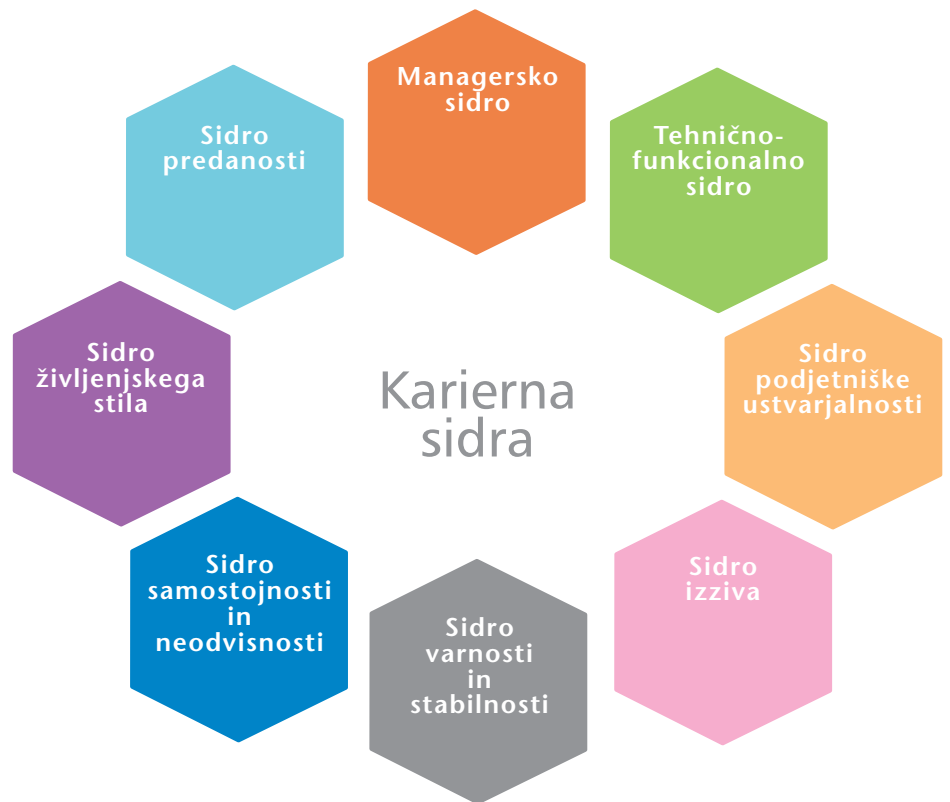 Managersko
sidro
Tehnično-
funkcionalno
sidro
Sidro
podjetniške
ustvarjalnosti
Sidro
izziva
Sidro
varnosti
in
stabilnosti
Sidro
samostojnosti
in
neodvisnosti
Sidro
življenjskega
stila
Sidro
predanosti
Karierna
sidra